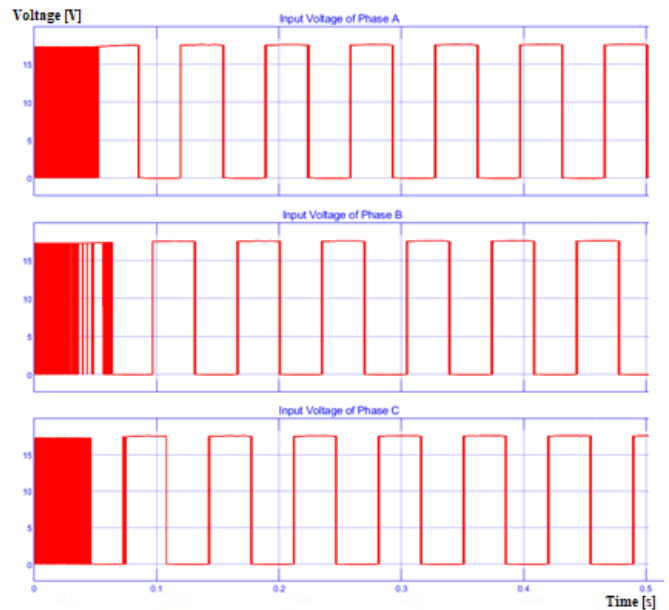 Voltage [V]
Input Voltage of Phase A
15
10
5
0
Input Voltage of Phase B
15
10
5
0
Input Voltage of Phase C
15
10
5
0
0 0.1 0.2 0.3 0.4 0.5
Time [s]